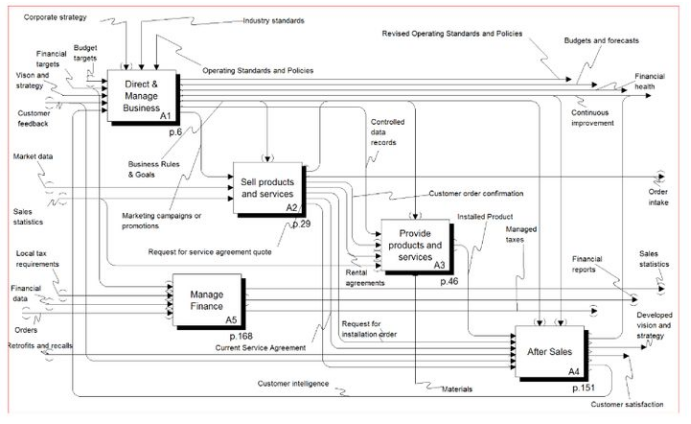 Corporate strategy
Industry standards
Revised Operating Standards and Policies
Budgets and forecasts
Financial
targets
Budget
targets
Operating Standards and Policies
Vison and
strategy
Direct &
Manage
Business
A1
p.6
Financial
health
Customer
feedback
Continuous
improvement
Controlled
data
records
Market data
Business Rules
& Goals
Sell products
and services
A2
p.29
Customer order confirmation
Order
intake
Sales
statistics
Marketing campaigns or
promotions
Installed Product
Managed
taxes
Provide
products and
services
A3
p.46
Request for service agreement quote
Local tax
requirements
Rental
agreements
Financial
reports
Sales
statistics
Financial
data
Manage
Finance
A5
p.168
Orders
Request for
installation order
Developed
vision and
strategy
Retrofits and recalls
Current Service Agreement
After Sales
A4
p.151
Customer inteligence
Materials
Customer satisfaction